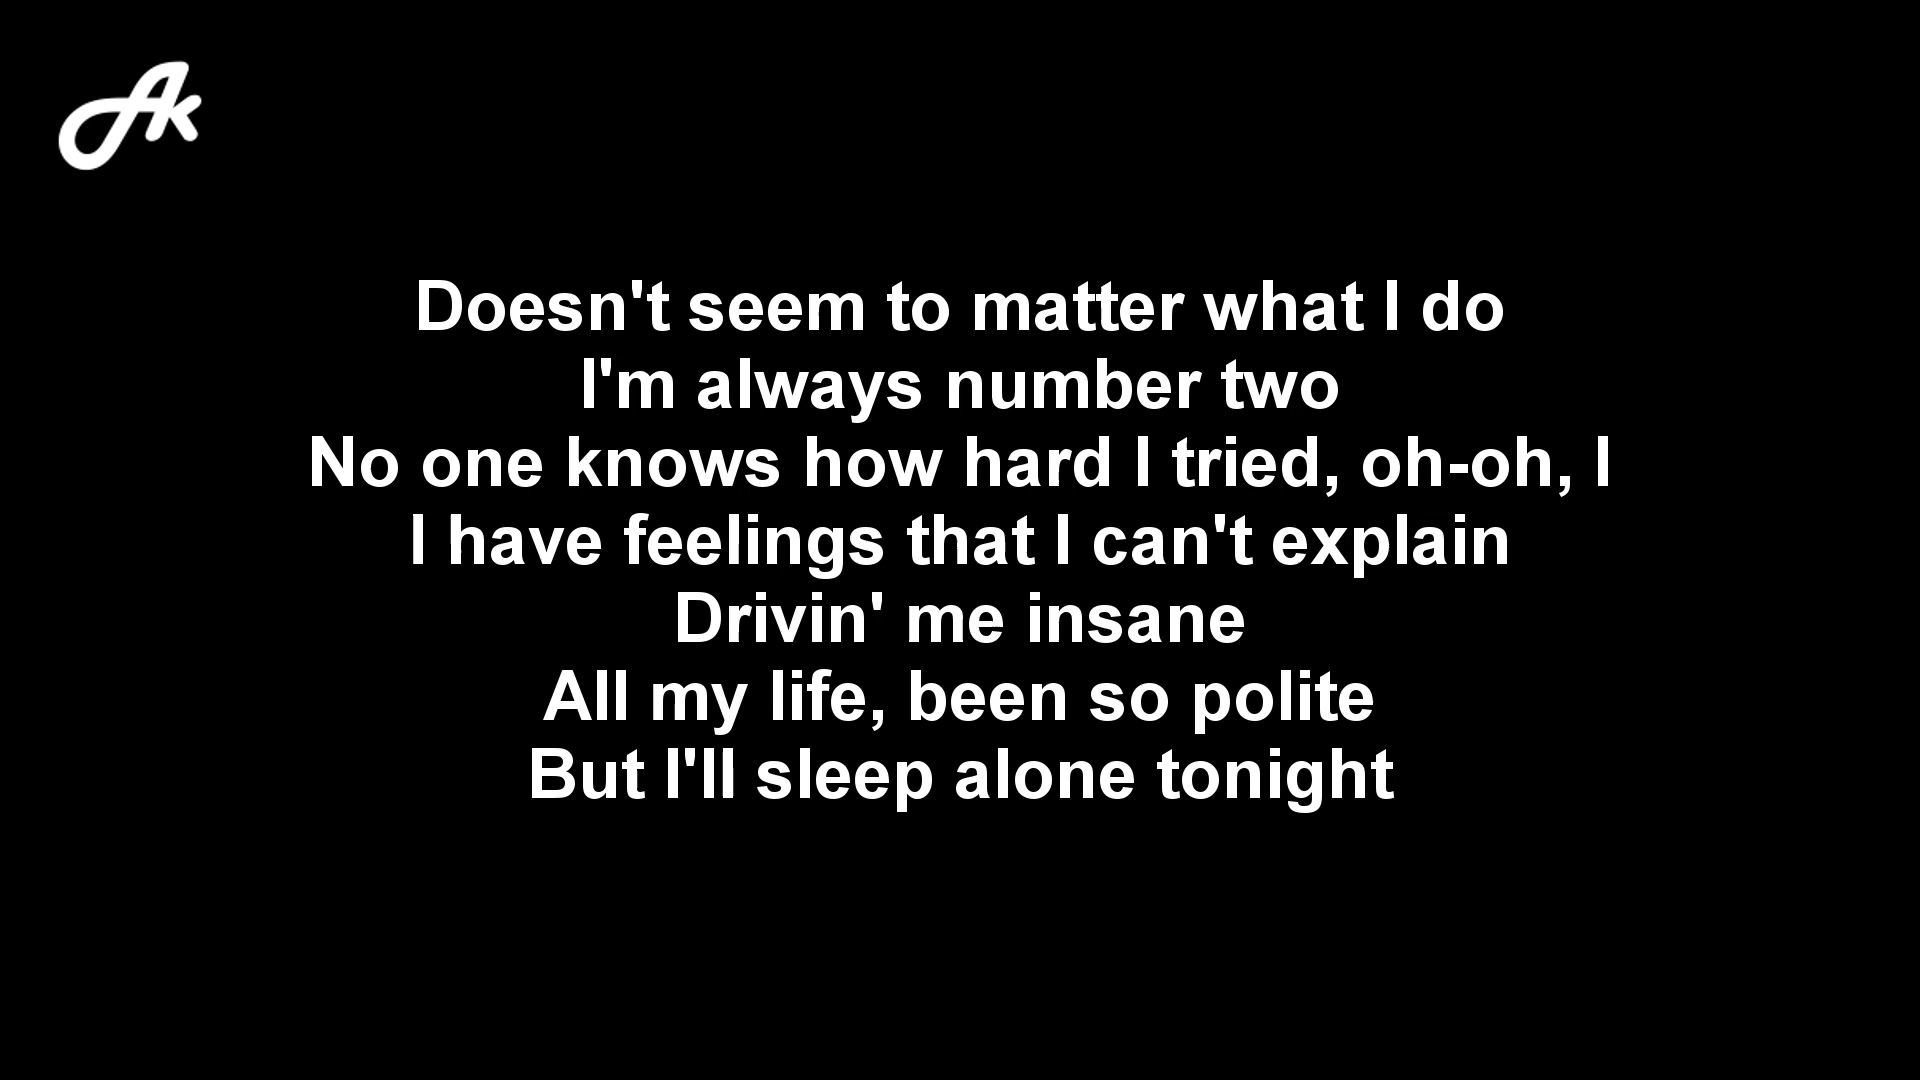 Ak
Doesn't seem to matter what I do
I'm always number two
No one knows how hard I tried, oh-oh, I
I have feelings that I can't explain
Drivin' me insane
All my life, been so polite
But I'll sleep alone tonight